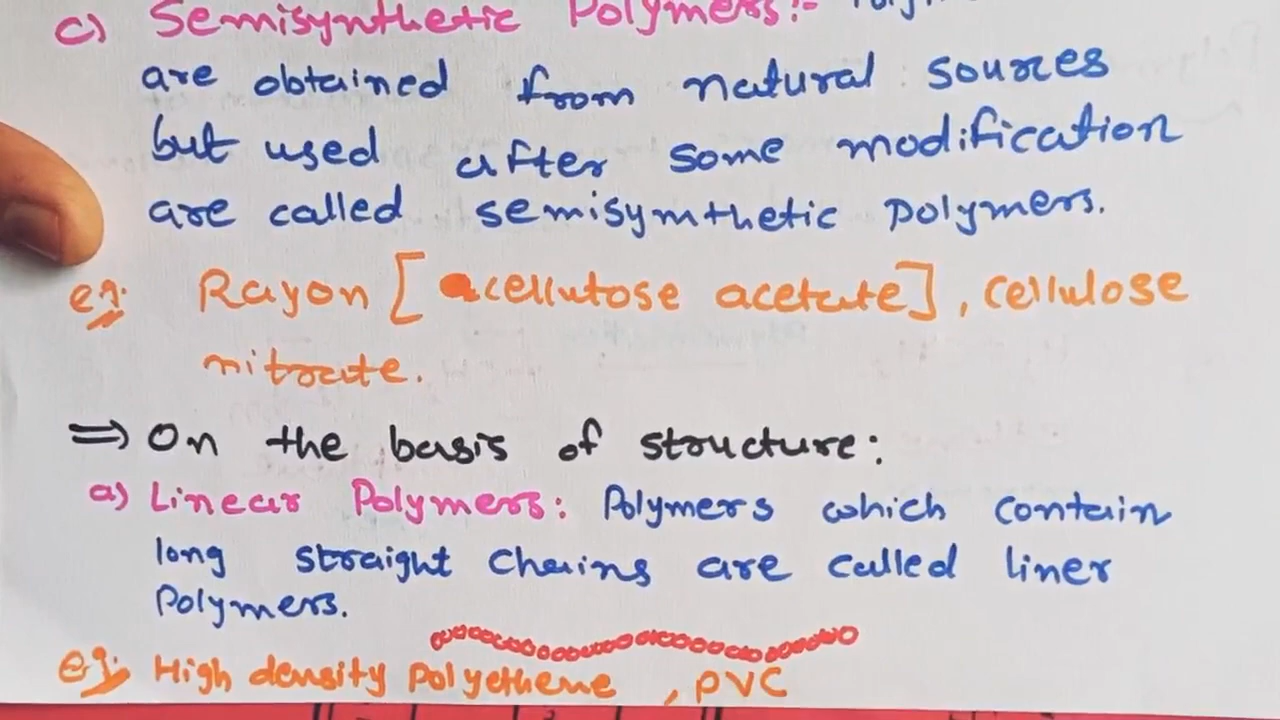 c) Semisynthetic Polymers:-
are obtained from natural sources
but used after some modification
are called semisymthetic polymers.
eg: Rayon [acellutose acetate], cellulose
nitrate.
⇒ On the basis of structure:
a) Linear Polymers: Polymers which contain
long straight chains are called liner
Polymers.
eg: High density Polyethene, PVC